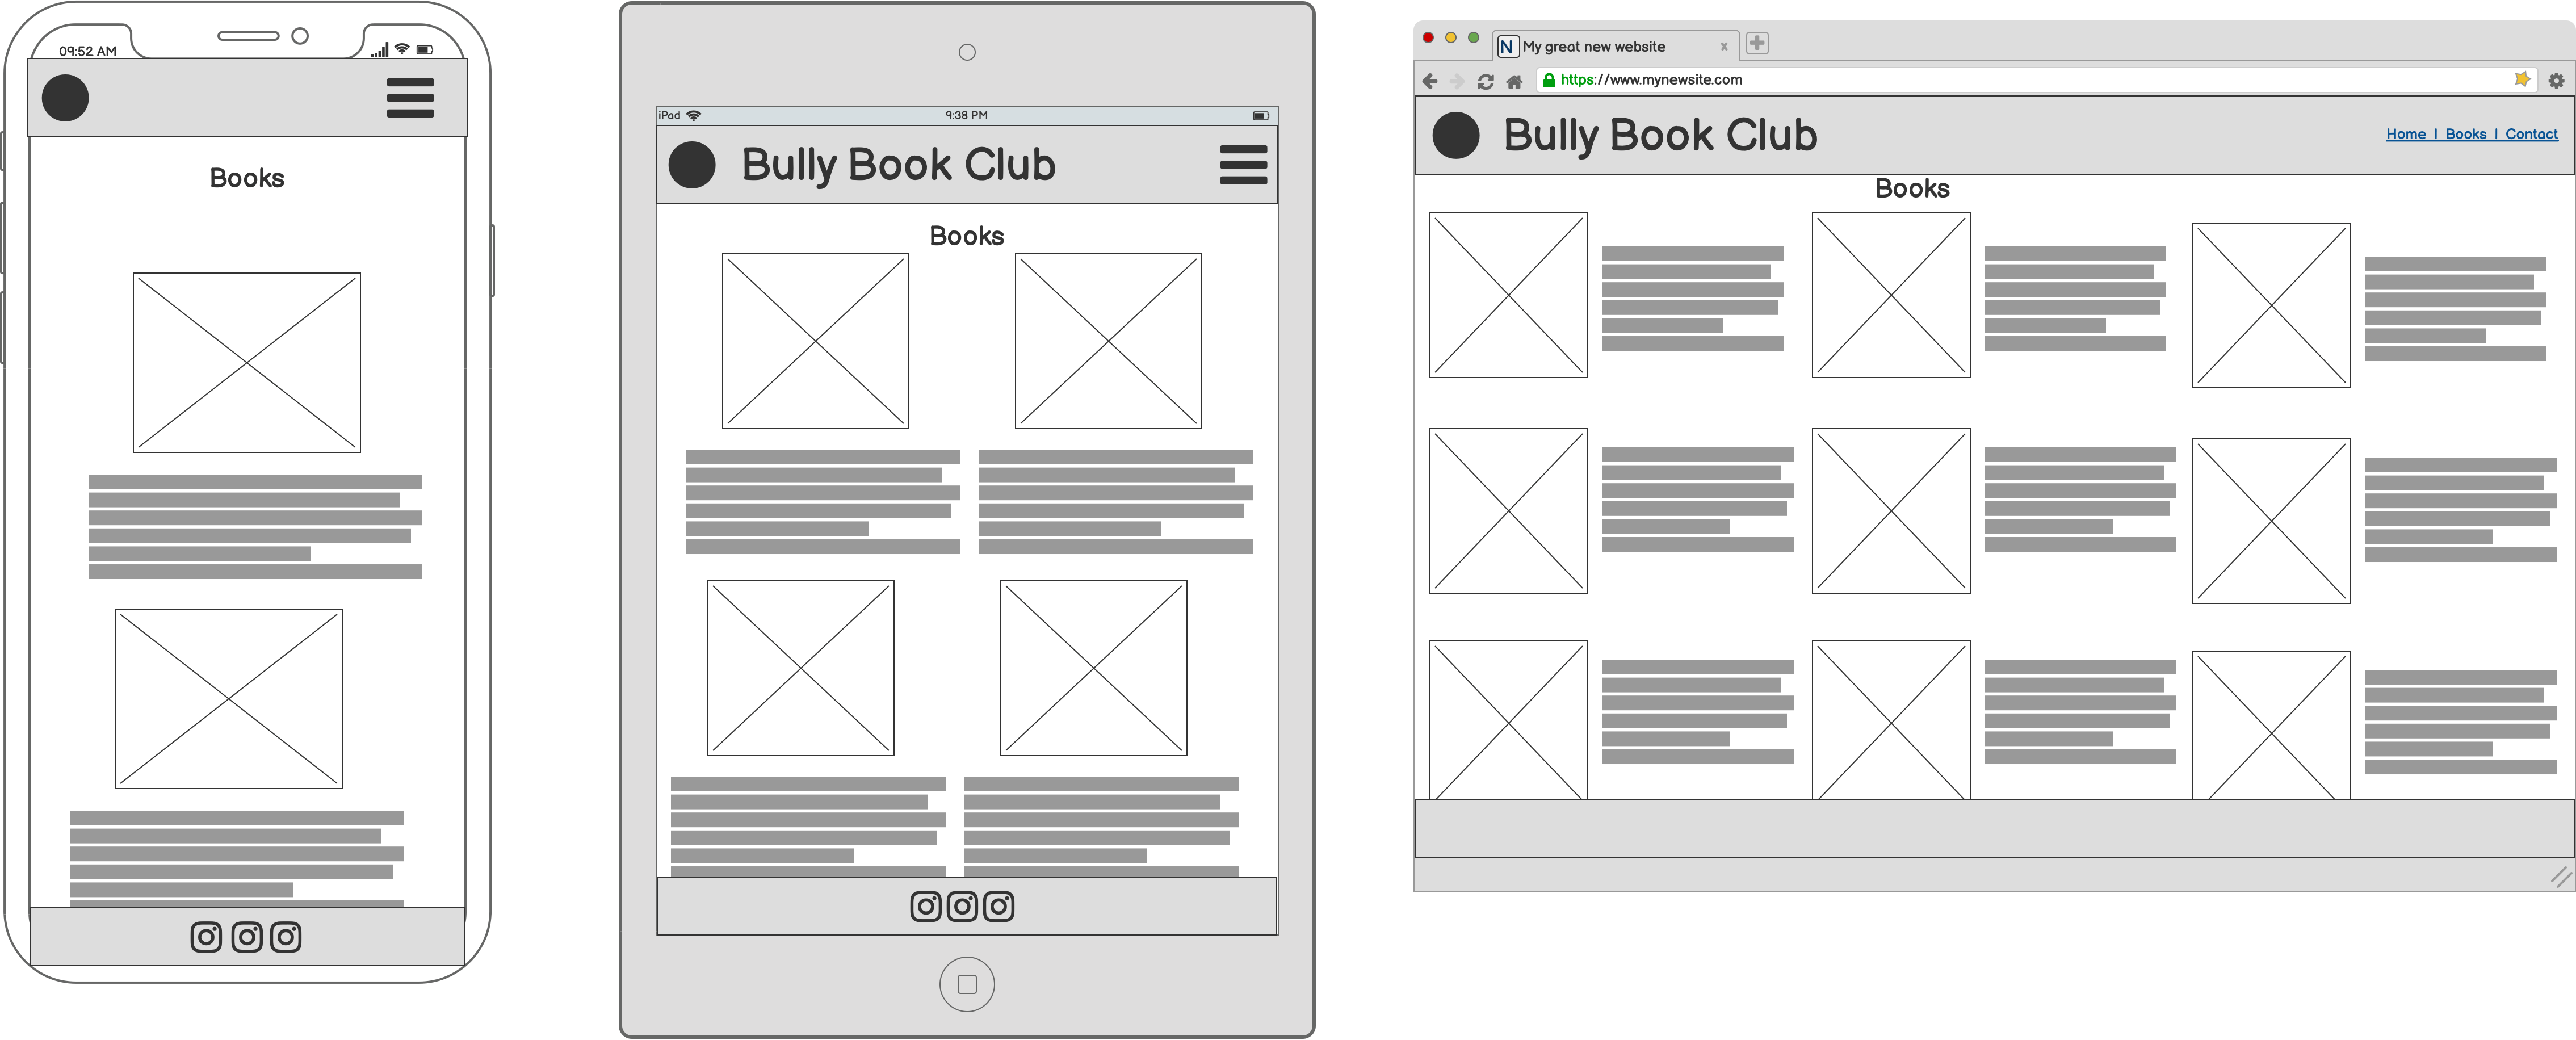 09:52 AM
Books
iPad
9:38 PM
Bully Book Club
Books
N My great new website x
https://www.mynewsite.com
Bully Book Club
Home | Books | Contact
Books